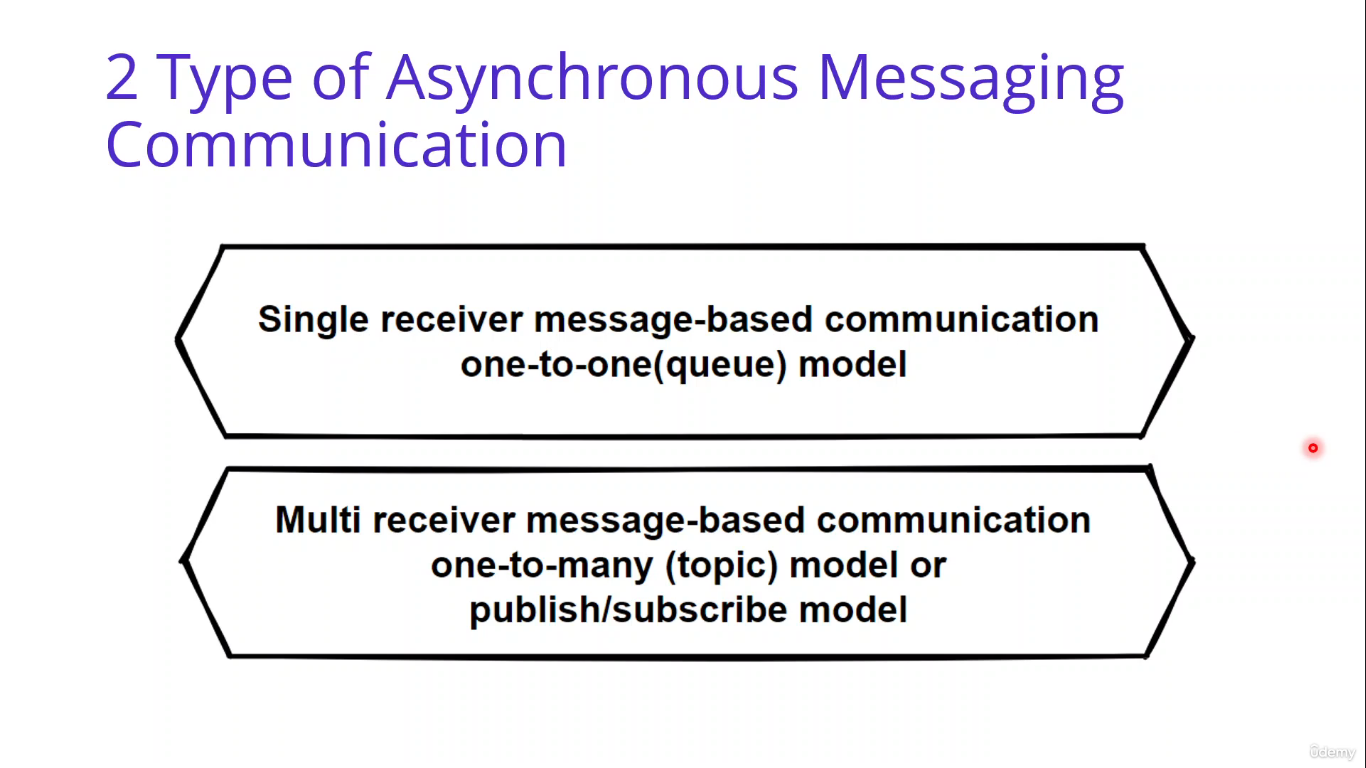 2 Type of Asynchronous Messaging
Communication
Single receiver message-based communication
one-to-one(queue) model
Multi receiver message-based communication
one-to-many (topic) model or
publish/subscribe model
ûdemy